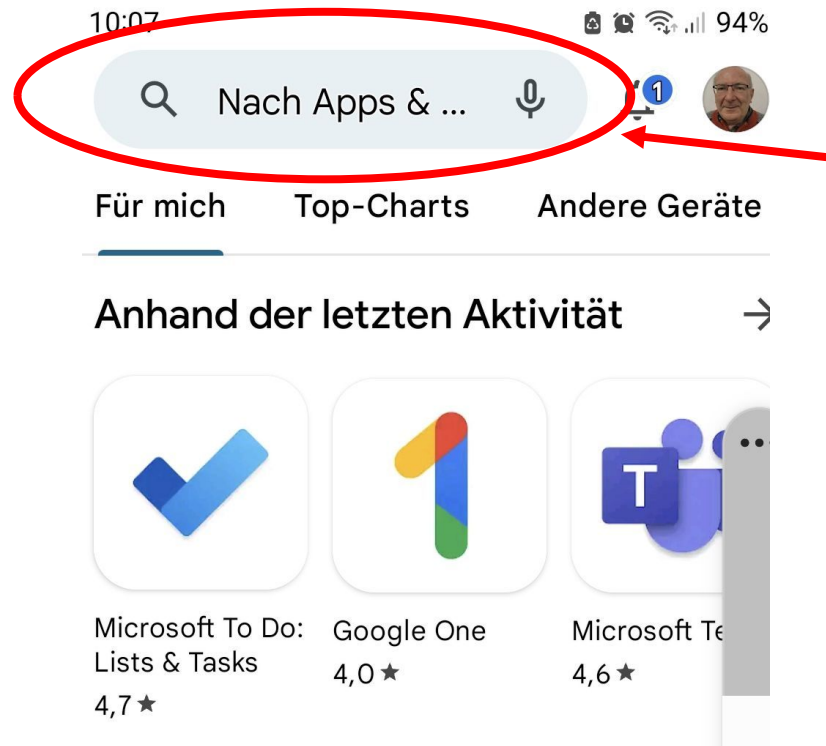 10:07
94%
Nach Apps & ...
1
Für mich Top-Charts Andere Geräte
Anhand der letzten Aktivität
T
Microsoft To Do: Google One Microsoft Te
Lists & Tasks 4,0 ★ 4,6 ★
4,7 ★